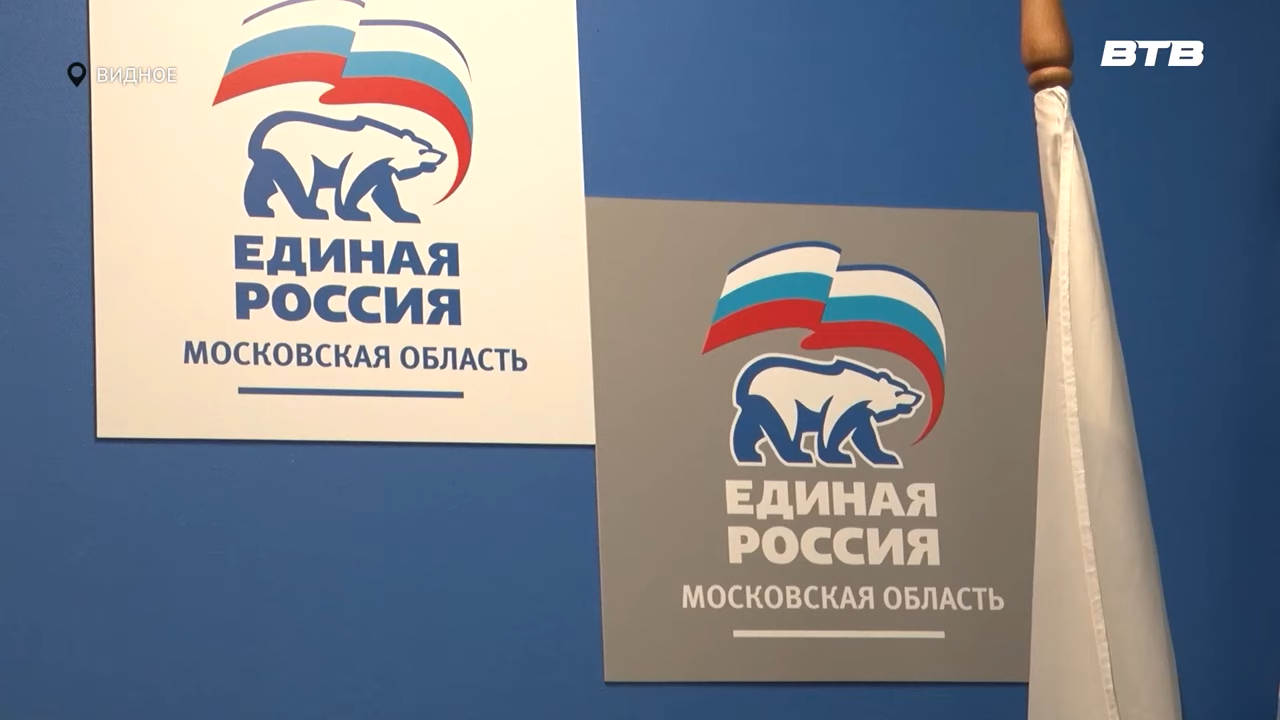 ВИДНОЕ
ВТВ
ЕДИНАЯ
РОССИЯ
МОСКОВСКАЯ ОБЛАСТЬ
ЕДИНАЯ
РОССИЯ
МОСКОВСКАЯ ОБЛАСТЬ